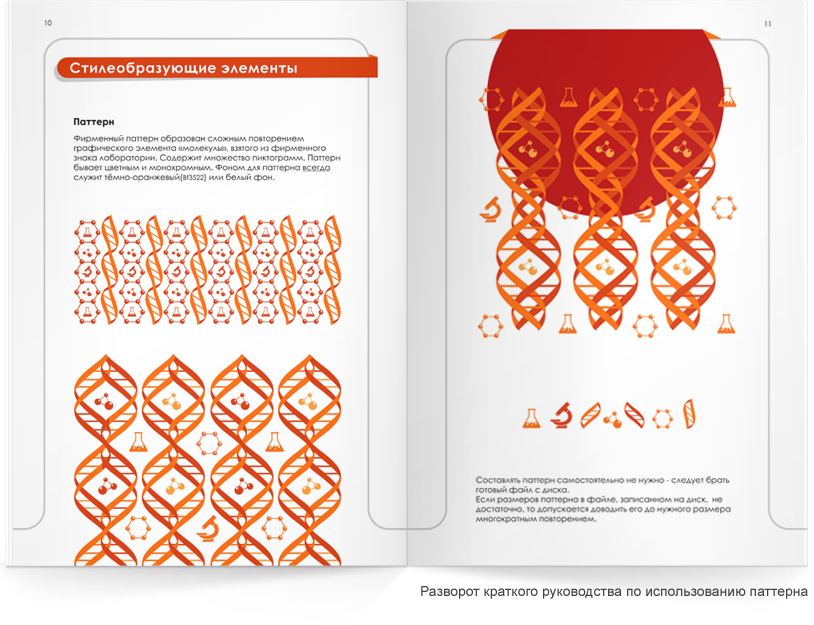 10
Стилеобразующие элементы
Паттерн
Фирменный паттерн образован сложным повторением
графического элемента «молекулы», взятого из фирменного
знака лаборатории. Содержит множество пиктограмм. Паттерн
бывает цветным и монохромным. Фоном для паттерна всегда
служит тёмно-оранжевый(Bf3522) или белый фон.
11
Составлять паттерн самостоятельно не нужно - следует брать
готовый файл с диска.
Если размеров паттерна в файле, записанном на диск, не
достаточно, то допускается доводить его до нужного размера
многократным повторением.
Разворот краткого руководства по использованию паттерна